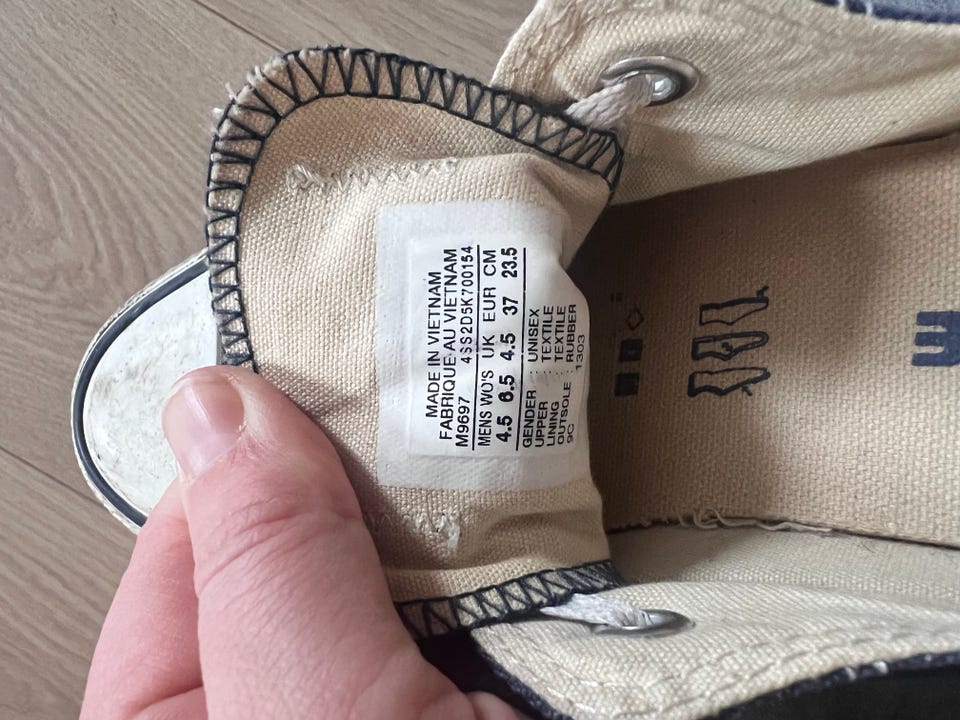 MADE IN VIETNAM
FABRIQUE AU VIETNAM
M9697 4SS2D5K700154
MENS WO'S UK EUR CM
4.5 6.5 4.5 37 23.5
GENDER : UNISEX
UPPER : TEXTILE
LINING : TEXTILE
OUTSOLE : RUBBER
9C 1303